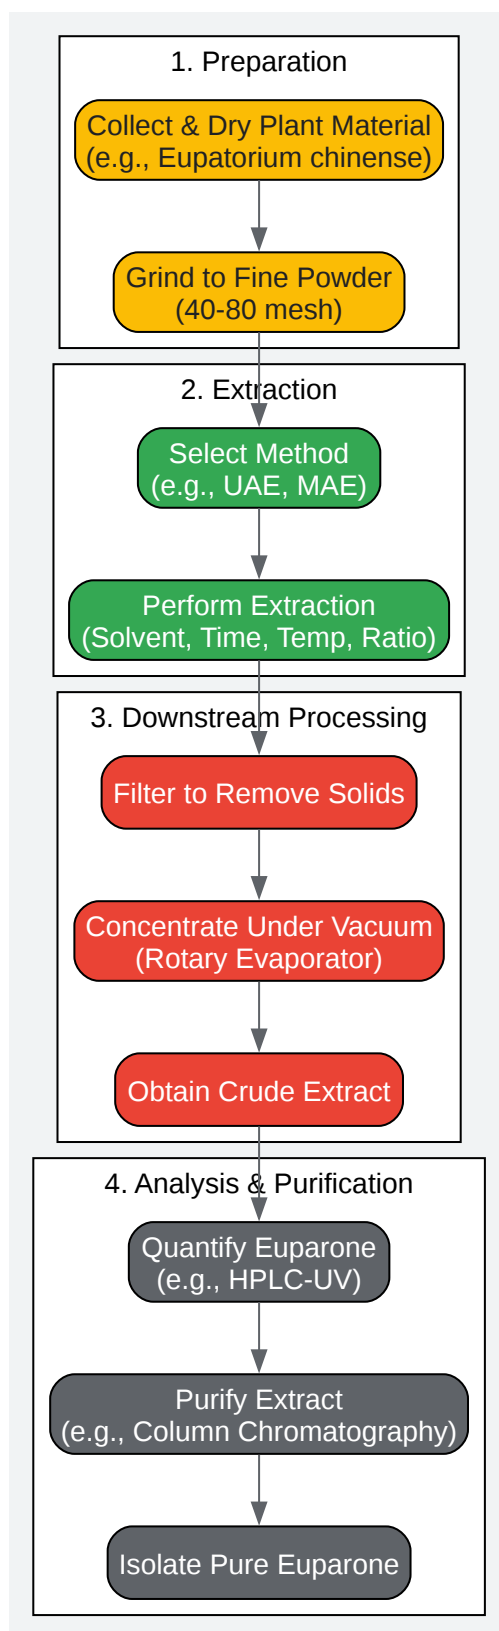 1. Preparation
Collect & Dry Plant Material
(e.g., Eupatorium chinense)
Grind to Fine Powder
(40-80 mesh)
2. Extraction
Select Method
(e.g., UAE, MAE)
Perform Extraction
(Solvent, Time, Temp, Ratio)
3. Downstream Processing
Filter to Remove Solids
Concentrate Under Vacuum
(Rotary Evaporator)
Obtain Crude Extract
4. Analysis & Purification
Quantify Euparone
(e.g., HPLC-UV)
Purify Extract
(e.g., Column Chromatography)
Isolate Pure Euparone